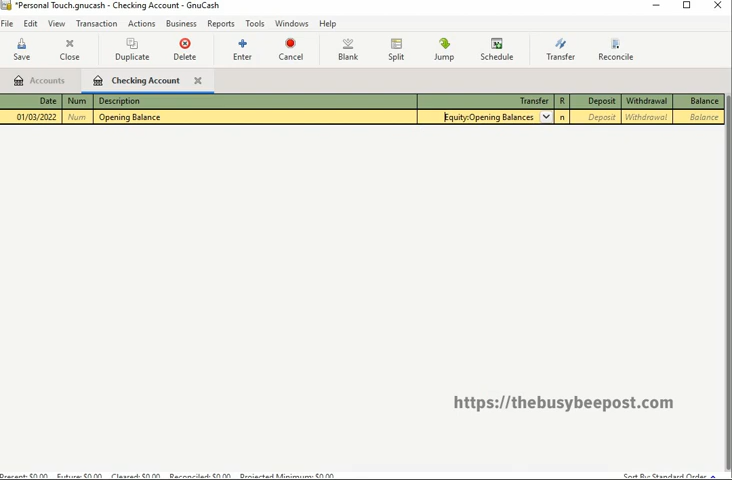 *Personal Touch.gnucash - Checking Account - GnuCash
File Edit View Transaction Actions Business Reports Tools Windows Help
Save Close Duplicate Delete Enter Cancel Blank Split Jump Schedule Transfer Reconcile
Accounts Checking Account
Date Num Description Transfer R Deposit Withdrawal Balance
01/03/2022 Num Opening Balance Equity:Opening Balances n Deposit Withdrawal Balance
https://thebusybeepost.com
Present: $0.00 Future: $0.00 Cleared: $0.00 Reconciled: $0.00 Projected Minimum: $0.00 Sort By: Standard Order